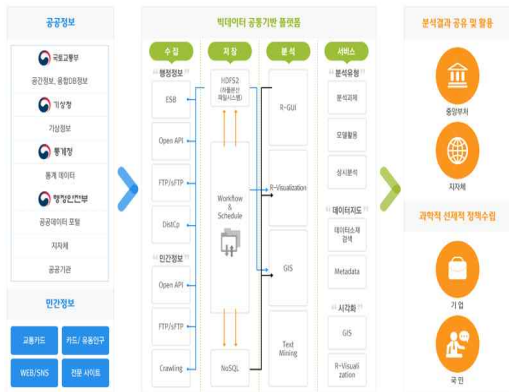 공공정보
국토교통부
공간정보, 융합DB정보
기상청
기상정보
통계청
통계 데이터
행정안전부
공공데이터 포털
지자체
공공기관
민간정보
교통카드
카드/ 유동인구
WEB/SNS
전문 사이트
빅데이터 공통기반 플랫폼
수 집
행정정보
ESB
Open API
FTP/sFTP
DistCp
민간정보
Open API
FTP/sFTP
Crawling
저 장
HDFS2
(하둡분산
파일시스템)
Workflow
&
Schedule
NoSQL
분 석
R-GUI
R-Visualization
GIS
Text
Mining
서비스
분석유형
분석과제
모델활용
상시분석
데이터지도
데이터소재
검색
Metadata
시각화
GIS
R-Visuali
zation
분석결과 공유 및 활용
중앙부처
지자체
과학적 선제적 정책수립
기 업
국 민